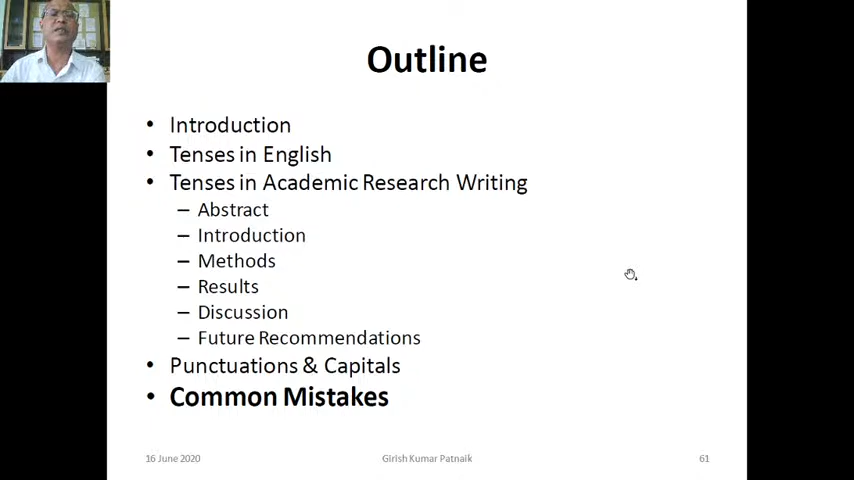 Outline
• Introduction
• Tenses in English
• Tenses in Academic Research Writing
– Abstract
– Introduction
– Methods
– Results
– Discussion
– Future Recommendations
• Punctuations & Capitals
• Common Mistakes
16 June 2020
Girish Kumar Patnaik
61